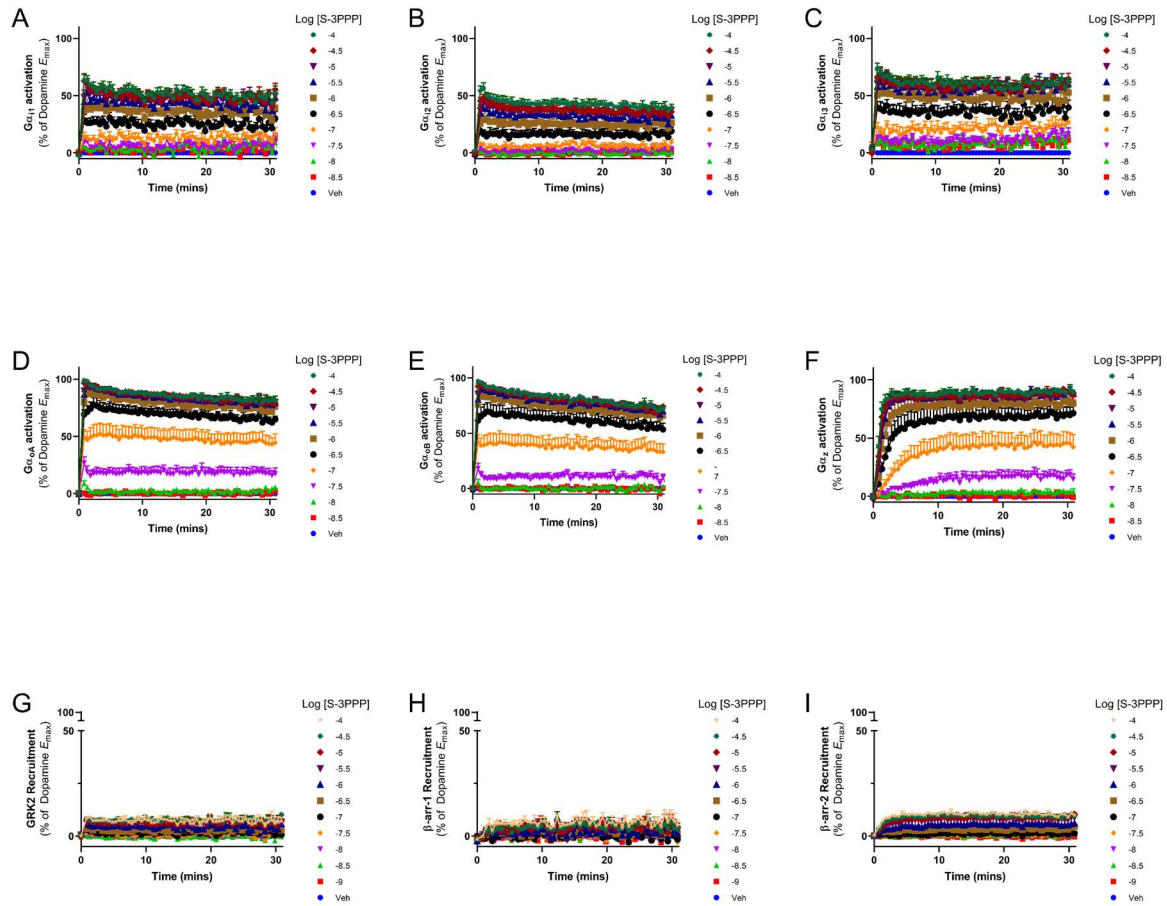 A
Log [S-3PPP]
100
50
0
0
10
20
30
Gα i1 activation
(% of Dopamine Emax)
Time (mins)
-4
-4.5
-5
-5.5
-6
-6.5
-7
-7.5
-8
-8.5
Veh
B
Log [S-3PPP]
100
50
0
0
10
20
30
Gα i2 activation
(% of Dopamine Emax)
Time (mins)
-4
-4.5
-5
-5.5
-6
-6.5
-7
-7.5
-8
-8.5
Veh
C
Log [S-3PPP]
100
50
0
0
10
20
30
Gα i3 activation
(% of Dopamine Emax)
Time (mins)
-4
-4.5
-5
-5.5
-6
-6.5
-7
-7.5
-8
-8.5
Veh
D
Log [S-3PPP]
100
50
0
0
10
20
30
Gα oA activation
(% of Dopamine Emax)
Time (mins)
-4
-4.5
-5
-5.5
-6
-6.5
-7
-7.5
-8
-8.5
Veh
E
Log [S-3PPP]
100
50
0
0
10
20
30
Gα oB activation
(% of Dopamine Emax)
Time (mins)
-4
-4.5
-5
-5.5
-6
-6.5
-
7
-7.5
-8
-8.5
Veh
F
Log [S-3PPP]
100
50
0
0
10
20
30
Gα z activation
(% of Dopamine Emax)
Time (mins)
-4
-4.5
-5
-5.5
-6
-6.5
-7
-7.5
-8
-8.5
Veh
G
Log [S-3PPP]
100
50
0
0
10
20
30
GRK2 Recruitment
(% of Dopamine Emax)
Time (mins)
-4
-4.5
-5
-5.5
-6
-6.5
-7
-7.5
-8
-8.5
-9
Veh
H
Log [S-3PPP]
100
50
0
0
10
20
30
β-arr-1 Recruitment
(% of Dopamine Emax)
Time (mins)
-4
-4.5
-5
-5.5
-6
-6.5
-7
-7.5
-8
-8.5
-9
Veh
I
Log [S-3PPP]
100
50
0
0
10
20
30
β-arr-2 Recruitment
(% of Dopamine Emax)
Time (mins)
-4
-4.5
-5
-5.5
-6
-6.5
-7
-7.5
-8
-8.5
-9
Veh